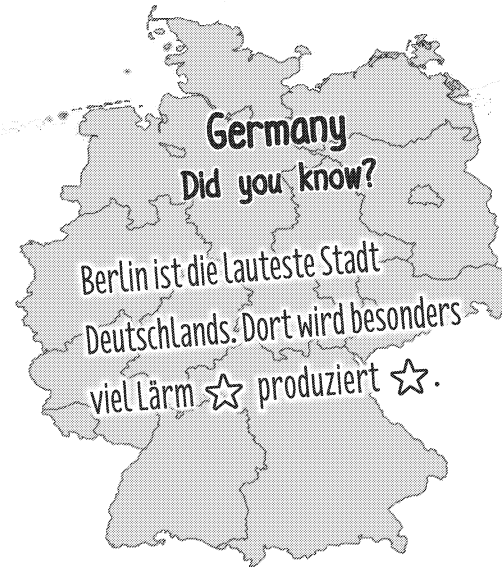 Germany
Did you know?
Berlin ist die lauteste Stadt
Deutschlands. Dort wird besonders
viel Lärm ☆ produziert ☆.